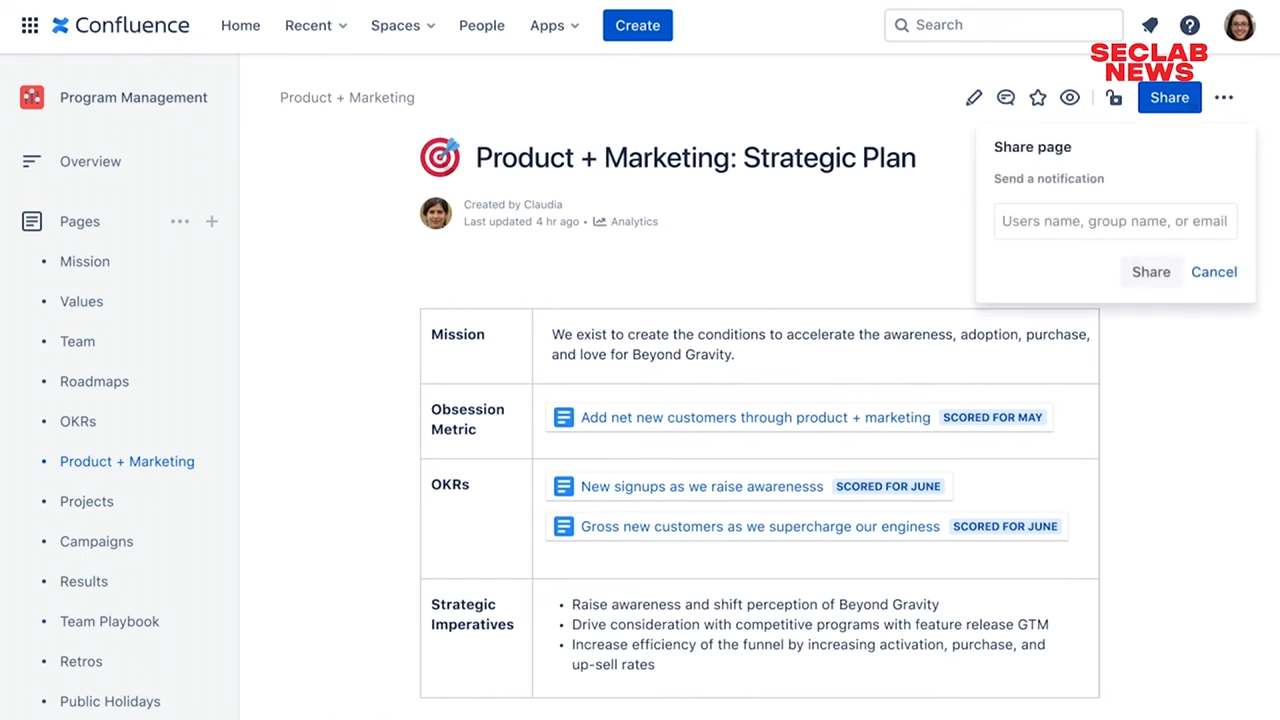 Confluence
Home
Recent
Spaces
People
Apps
Create
Search
SECLAB
NEWS
Program Management
Product + Marketing
Share
Share page
Send a notification
Users name, group name, or email
Share
Cancel
Overview
Pages
Mission
Values
Team
Roadmaps
OKRs
Product + Marketing
Projects
Campaigns
Results
Team Playbook
Retros
Public Holidays
Product + Marketing: Strategic Plan
Created by Claudia
Last updated 4 hr ago • Analytics
Mission
We exist to create the conditions to accelerate the awareness, adoption, purchase,
and love for Beyond Gravity.
Obsession
Metric
Add net new customers through product + marketing SCORED FOR MAY
OKRs
New signups as we raise awarenesss SCORED FOR JUNE
Gross new customers as we supercharge our enginess SCORED FOR JUNE
Strategic
Imperatives
• Raise awareness and shift perception of Beyond Gravity
• Drive consideration with competitive programs with feature release GTM
• Increase efficiency of the funnel by increasing activation, purchase, and
up-sell rates